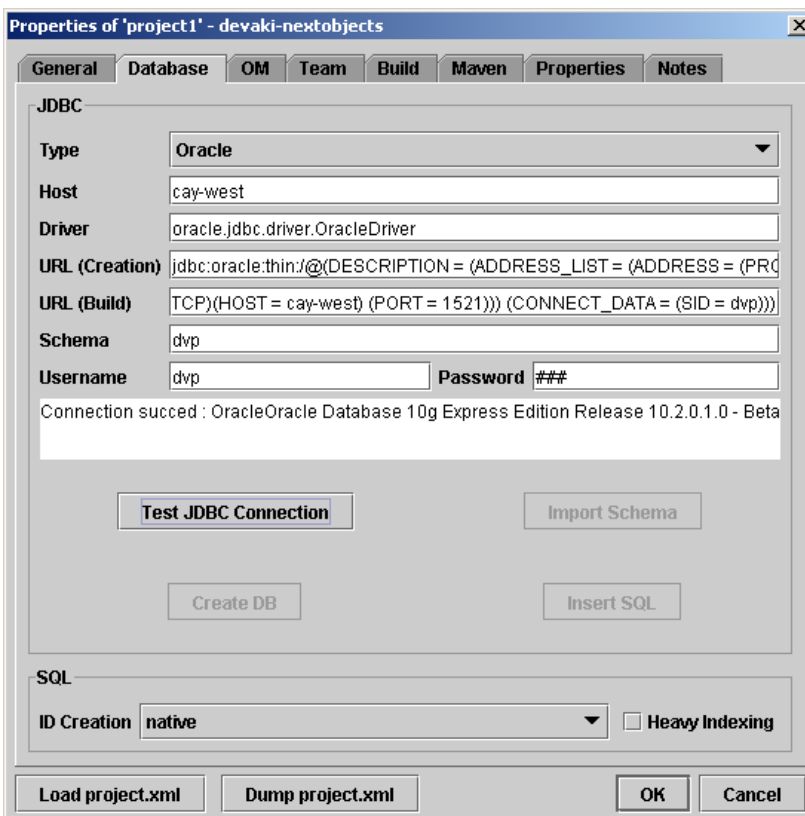 Properties of 'project1' - devaki-nextobjects
General Database OM Team Build Maven Properties Notes
JDBC
Type Oracle
Host cay-west
Driver oracle.jdbc.driver.OracleDriver
URL (Creation) jdbc:oracle:thin:/@(DESCRIPTION = (ADDRESS_LIST = (ADDRESS = (PRO
URL (Build) TCP)(HOST = cay-west) (PORT = 1521))) (CONNECT_DATA = (SID = dvp)))
Schema dvp
Username dvp Password ###
Connection succed : OracleOracle Database 10g Express Edition Release 10.2.0.1.0 - Beta
Test JDBC Connection Import Schema
Create DB Insert SQL
SQL
ID Creation native Heavy Indexing
Load project.xml Dump project.xml OK Cancel